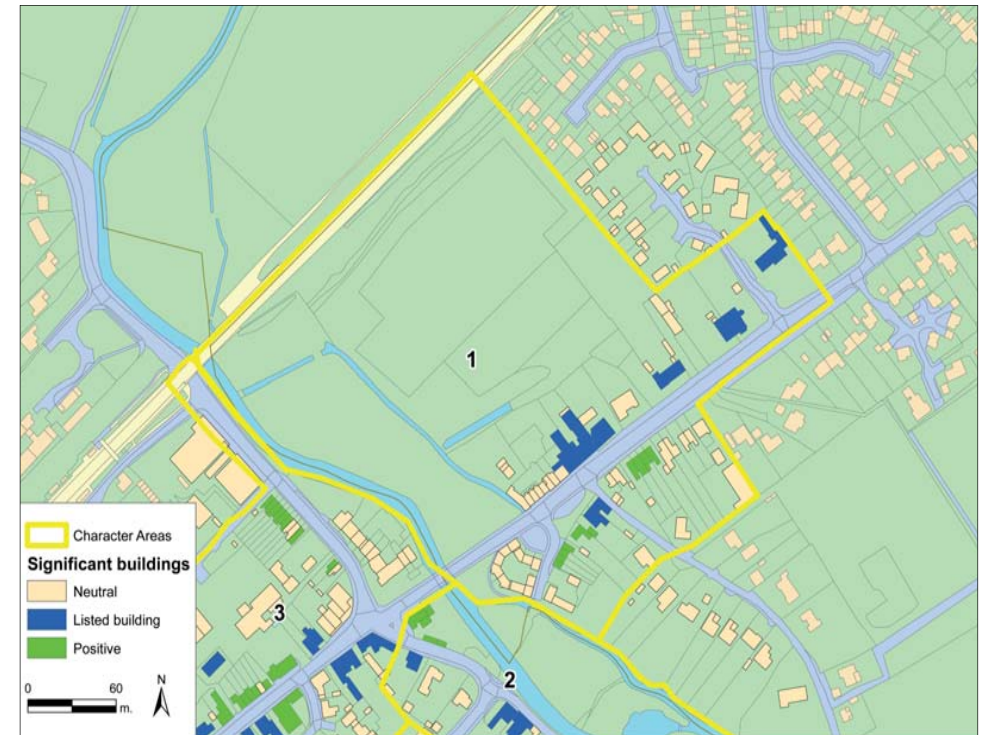 1
3
2
Character Areas
Significant buildings
Neutral
Listed building
Positive
0 60
m.
N